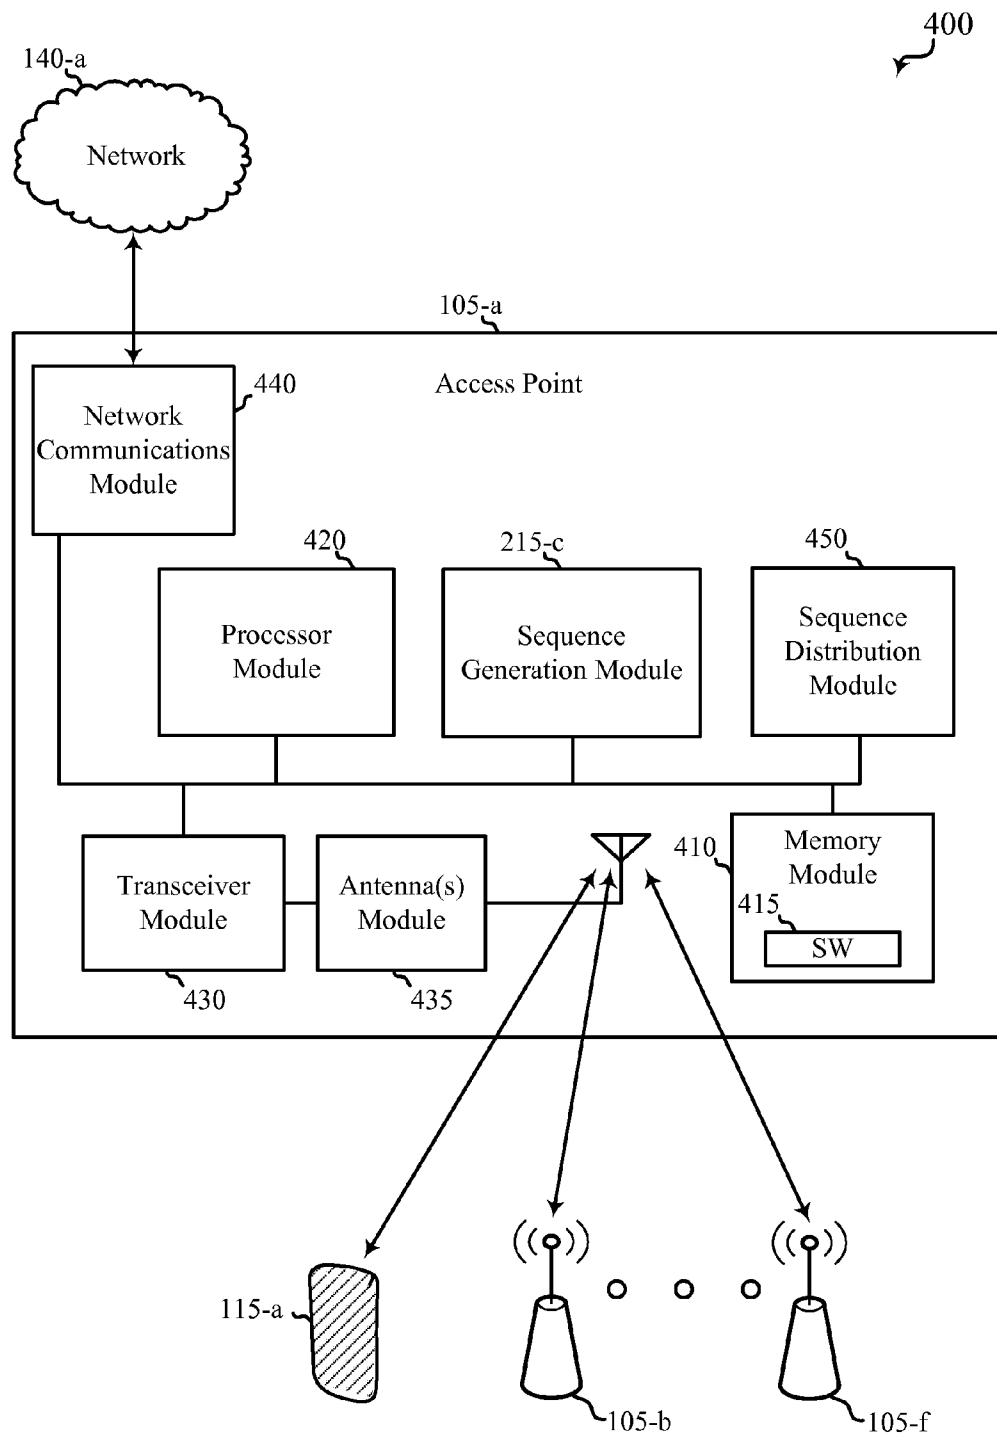 400
140-a
Network
105-a
Access Point
440
Network
Communications
Module
420
215-c
450
Processor
Module
Sequence
Generation Module
Sequence
Distribution
Module
410
Memory
Module
415
SW
Transceiver
Module
Antenna(s)
Module
430
435
115-a
105-b
105-f